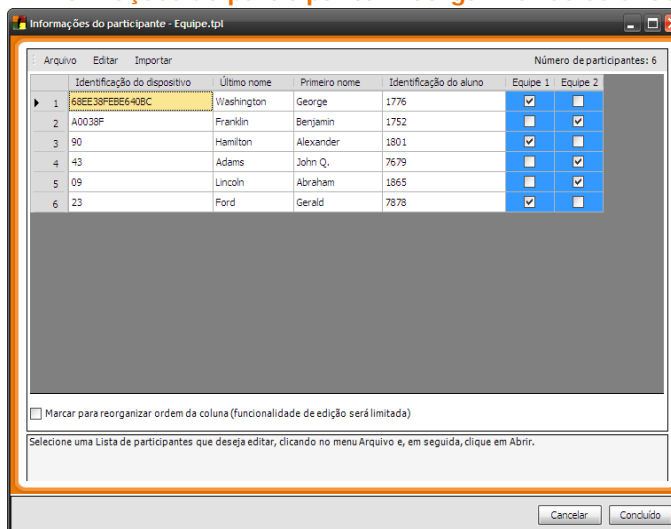 Informações do participante - Equipe.tpl
Arquivo Editar Importar Número de participantes: 6
Identificação do dispositivo Último nome Primeiro nome Identificação do aluno Equipe 1 Equipe 2
1 68EE38FEBE640BC Washington George 1776
2 A0038F Franklin Benjamin 1752
3 90 Hamilton Alexander 1801
4 43 Adams John Q. 7679
5 09 Lincoln Abraham 1865
6 23 Ford Gerald 7878
Marcar para reorganizar ordem da coluna (funcionalidade de edição será limitada)
Selecione uma Lista de participantes que deseja editar, clicando no menu Arquivo e, em seguida, clique em Abrir.
Cancelar Concluído